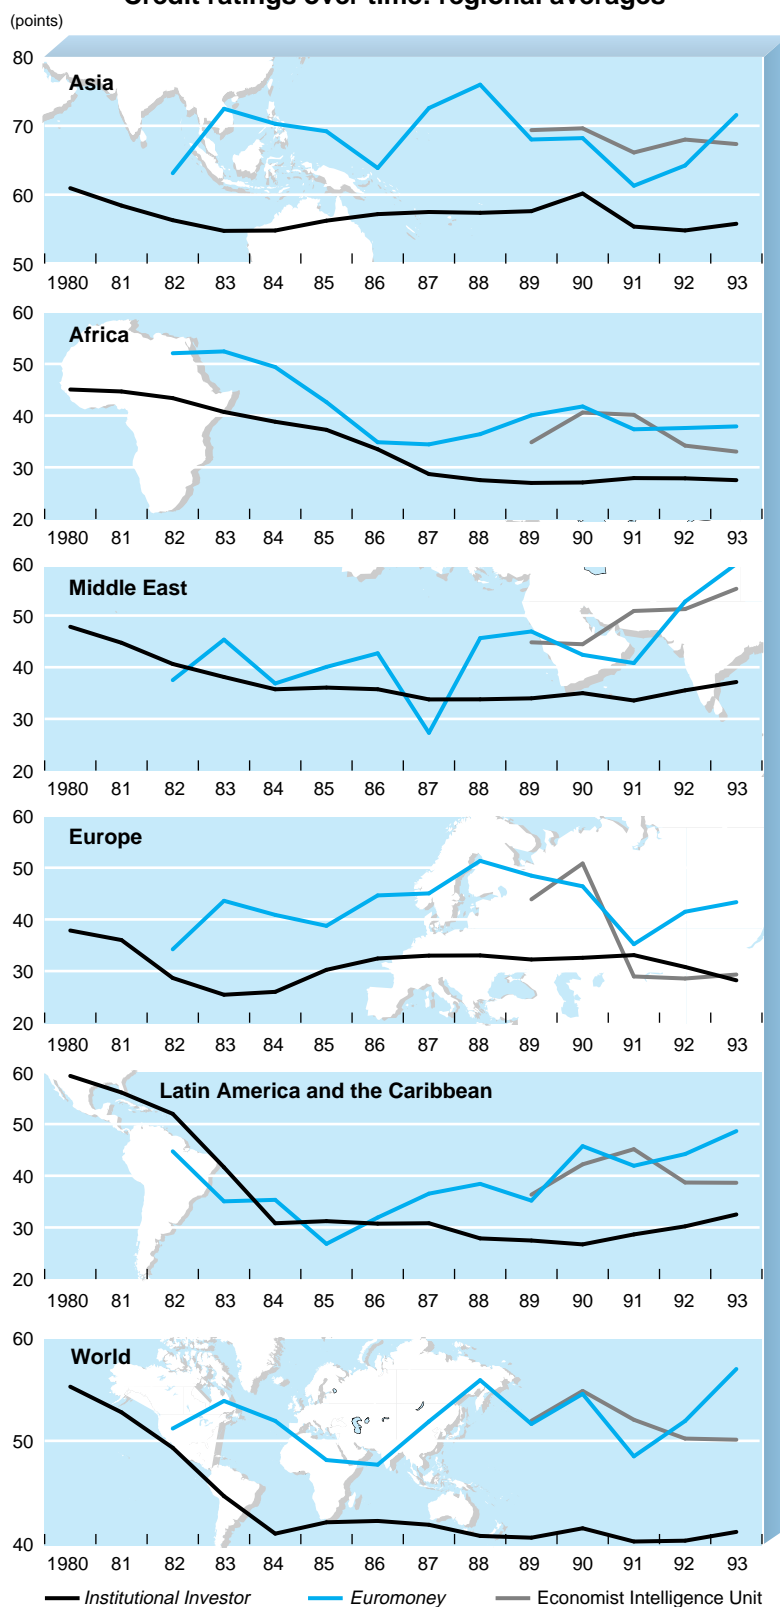 Credit ratings over time: regional averages
(points)
80
Asia
70
60
50
1980 81 82 83 84 85 86 87 88 89 90 91 92 93
60
Africa
50
40
30
20
1980 81 82 83 84 85 86 87 88 89 90 91 92 93
60
Middle East
50
40
30
20
1980 81 82 83 84 85 86 87 88 89 90 91 92 93
60
Europe
50
40
30
20
1980 81 82 83 84 85 86 87 88 89 90 91 92 93
60
Latin America and the Caribbean
50
40
30
20
1980 81 82 83 84 85 86 87 88 89 90 91 92 93
60
World
50
40
1980 81 82 83 84 85 86 87 88 89 90 91 92 93
Institutional Investor Euromoney Economist Intelligence Unit